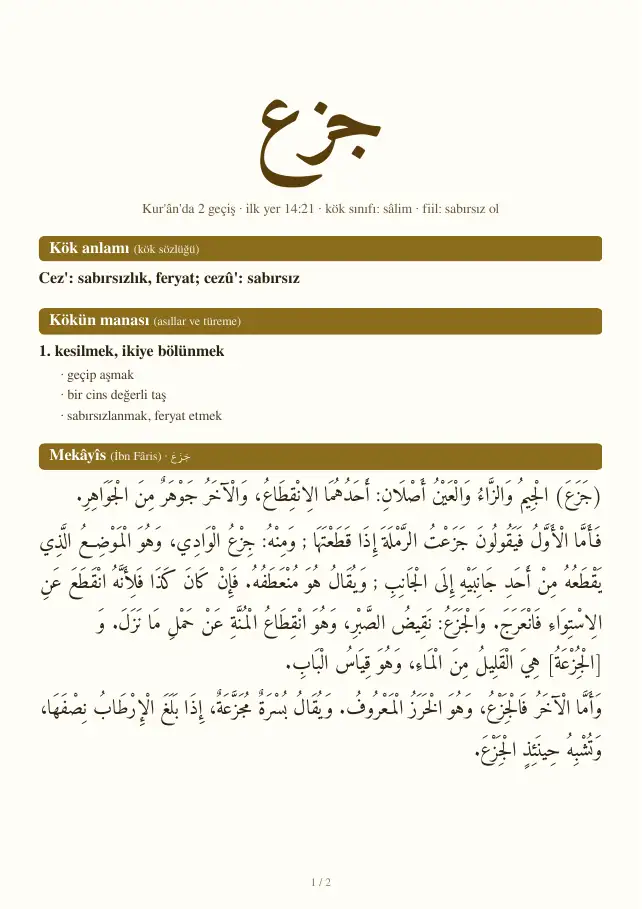 جزع
Kur'ân'da 2 geçiş · ilk yer 14:21 · kök sınıfı: sâlim · fiil: sabırsız ol
Kök anlamı (kök sözlüğü)
Cez': sabırsızlık, feryat; cezû': sabırsız
Kökün manası (asıllar ve türeme)
1. kesilmek, ikiye bölünmek
· geçip aşmak
· bir cins değerli taş
· sabırsızlanmak, feryat etmek
Mekâyîs (İbn Fâris) · جَزَعَ
(جَزَعَ) الْجِيمُ وَالزَّاءُ وَالْعَيْنُ أَصْلَانِ: أَحَدُهُمَا الِانْقِطَاعُ، وَالْآخَرُ جَوْهَرٌ مِنَ الْجَوَاهِرِ.
فَأَمَّا الْأَوَّلُ فَيَقُولُونَ جَزَعْتُ الرَّمْلَةَ إِذَا قَطَعْتَهَا ; وَمِنْهُ: جِزْعُ الْوَادِي، وَهُوَ الْمَوْضِعُ الَّذِي
يَقْطَعُهُ مِنْ أَحَدِ جَانِبَيْهِ إِلَى الْجَانِبِ ; وَيُقَالُ هُوَ مُنْعَطَفُهُ. فَإِنْ كَانَ كَذَا فَلِأَنَّهُ انْقَطَعَ عَنِ
الِاسْتِوَاءِ فَانْعَرَجَ. وَالْجَزَعُ: نَقِيضُ الصَّبْرِ، وَهُوَ انْقِطَاعُ الْمُنَّةِ عَنْ حَمْلِ مَا نَزَلَ. وَ
[الْجُزْعَةُ] هِيَ الْقَلِيلُ مِنَ الْمَاءِ، وَهُوَ قِيَاسُ الْبَابِ.
وَأَمَّا الْآخَرُ فَالْجَزْعُ، وَهُوَ الْخَرَزُ الْمَعْرُوفُ. وَيُقَالُ بُسْرَةٌ مُجَزَّعَةٌ، إِذَا بَلَغَ الْإِرْطَابُ نِصْفَهَا،
وَتُشْبِهُ حِينَئِذٍ الْجَزْعَ.
1 / 2